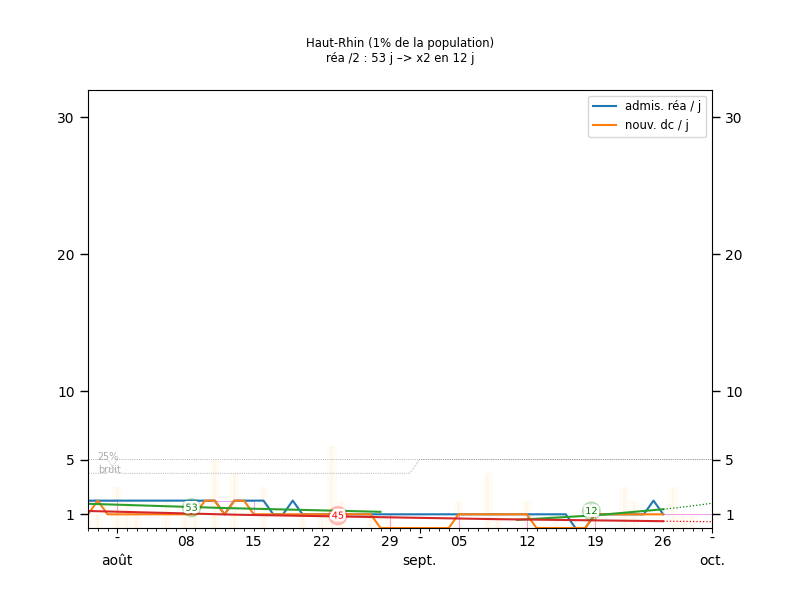 Haut-Rhin (1% de la population)
réa /2 : 53 j –> x2 en 12 j
admis. réa / j
nouv. dc / j
30 30
20 20
10 10
5 5
1 1
25%
bruit
53
45
12
- 08 15 22 29 - 05 12 19 26 -
août sept. oct.